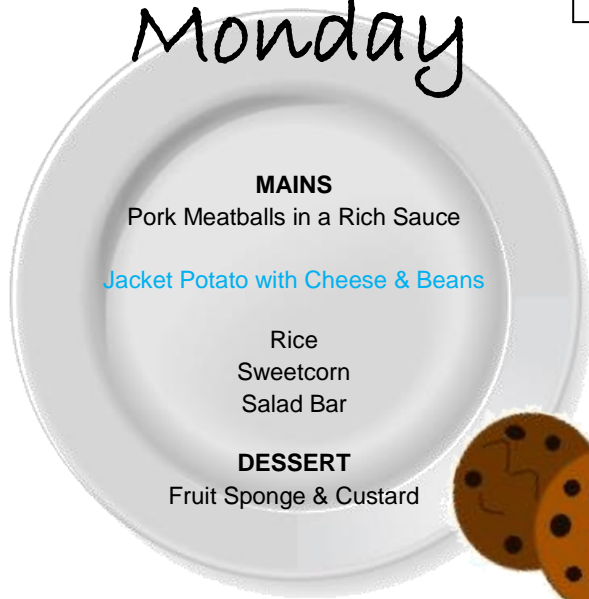 Monday
MAINS
Pork Meatballs in a Rich Sauce
Jacket Potato with Cheese & Beans
Rice
Sweetcorn
Salad Bar
DESSERT
Fruit Sponge & Custard